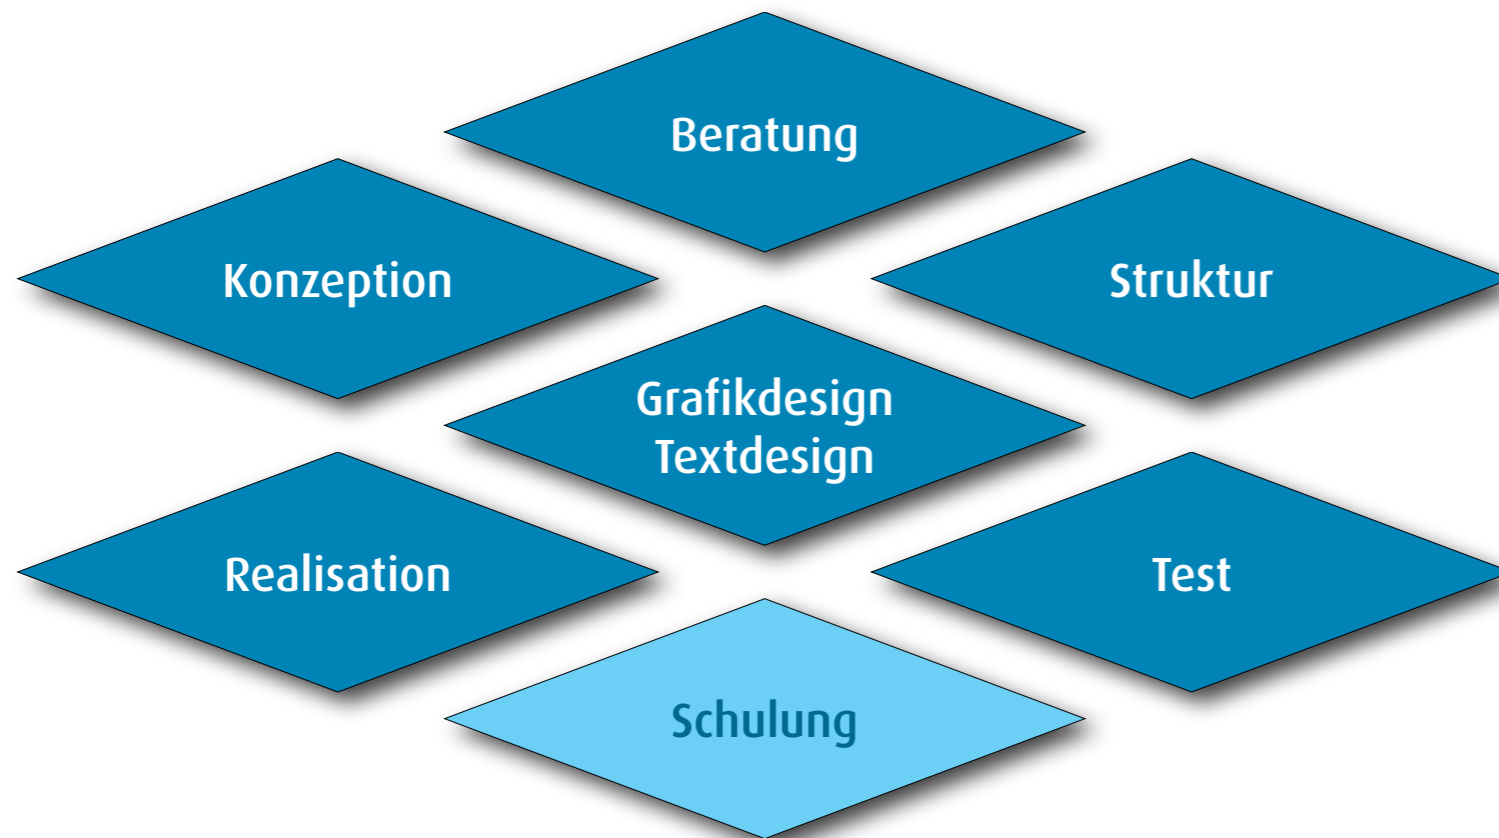 Beratung
Konzeption
Struktur
Grafikdesign
Textdesign
Realisation
Test
Schulung